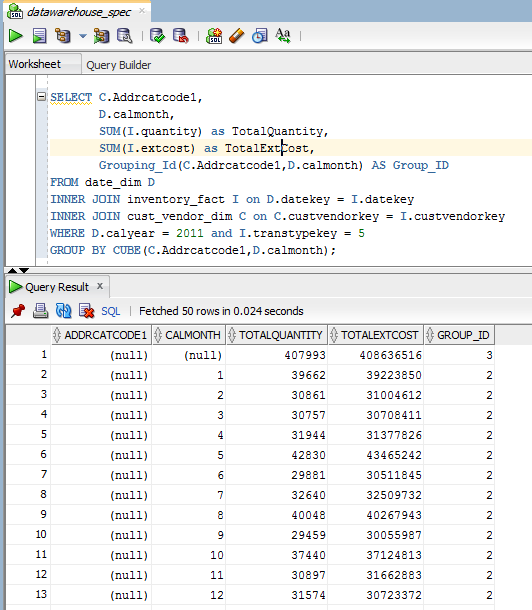 datawarehouse_spec
Worksheet Query Builder
SELECT C.Addrcatcode1,
D.calmonth,
SUM(I.quantity) as TotalQuantity,
SUM(I.extcost) as TotalExtCost,
Grouping_Id(C.Addrcatcode1,D.calmonth) AS Group_ID
FROM date_dim D
INNER JOIN inventory_fact I on D.datekey = I.datekey
INNER JOIN cust_vendor_dim C on C.custvendorkey = I.custvendorkey
WHERE D.calyear = 2011 and I.transtypekey = 5
GROUP BY CUBE(C.Addrcatcode1,D.calmonth);
Query Result x
SQL | Fetched 50 rows in 0.024 seconds
ADDRCATCODE1 CALMONTH TOTALQUANTITY TOTALEXTCOST GROUP_ID
1 (null) (null) 407993 408636516 3
2 (null) 1 39662 39223850 2
3 (null) 2 30861 31004612 2
4 (null) 3 30757 30708411 2
5 (null) 4 31944 31377826 2
6 (null) 5 42830 43465242 2
7 (null) 6 29881 30511845 2
8 (null) 7 32640 32509732 2
9 (null) 8 40048 40267943 2
10 (null) 9 29459 30055987 2
11 (null) 10 37440 37124813 2
12 (null) 11 30897 31662883 2
13 (null) 12 31574 30723372 2